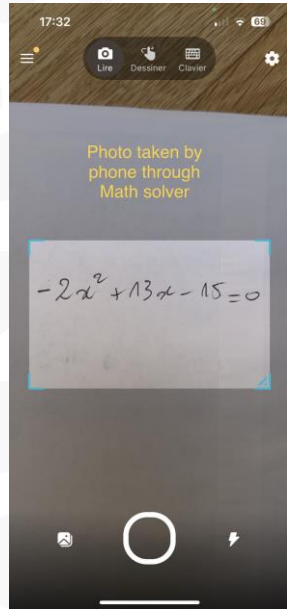 17:32
69
Lire Dessiner Clavier
Photo taken by
phone through
Math solver
-2x² + 13x - 15 = 0